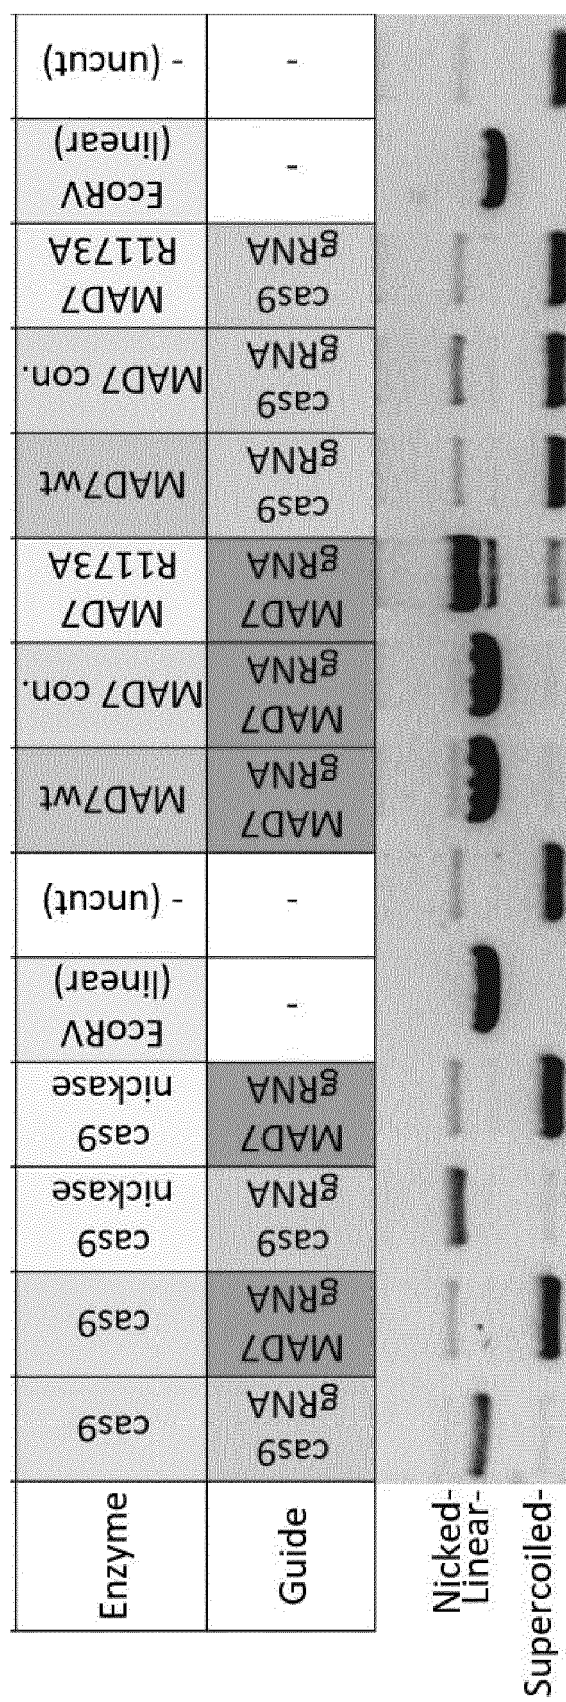 Enzyme
cas9
cas9
cas9
nickase
cas9
nickase
EcoRV
(linear)
- (uncut)
MAD7wt
MAD7 con.
MAD7
R1173A
MAD7wt
MAD7 con.
MAD7
R1173A
EcoRV
(linear)
- (uncut)
Guide
cas9
gRNA
MAD7
gRNA
cas9
gRNA
MAD7
gRNA
-
-
MAD7
gRNA
MAD7
gRNA
MAD7
gRNA
cas9
gRNA
cas9
gRNA
cas9
gRNA
-
-
Nicked-
Linear-
Supercoiled-